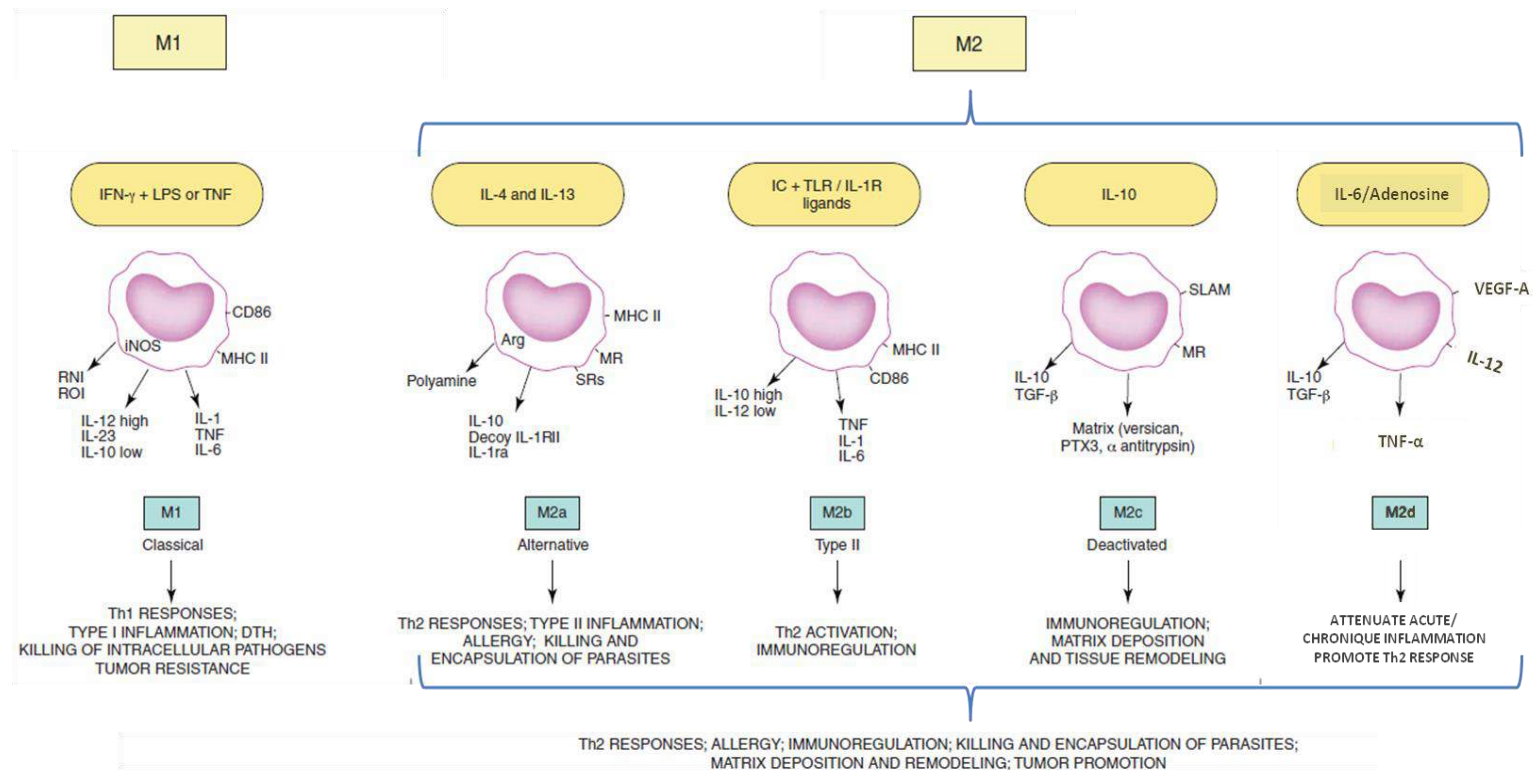 M1
M2
IFN-γ + LPS or TNF
IL-4 and IL-13
IC + TLR / IL-1R
ligands
IL-10
IL-6/Adenosine
CD86
MHC II
iNOS
RNI
ROI
IL-12 high
IL-23
IL-10 low
IL-1
TNF
IL-6
MHC II
MR
SRs
Arg
Polyamine
IL-10
Decoy IL-1RII
IL-1ra
MHC II
CD86
IL-10 high
IL-12 low
TNF
IL-1
IL-6
SLAM
MR
IL-10
TGF-β
Matrix (versican,
PTX3, α antitrypsin)
VEGF-A
IL-12
IL-10
TGF-β
TNF-α
M1
Classical
Th1 RESPONSES;
TYPE I INFLAMMATION; DTH;
KILLING OF INTRACELLULAR PATHOGENS
TUMOR RESISTANCE
M2a
Alternative
Th2 RESPONSES; TYPE II INFLAMMATION;
ALLERGY; KILLING AND
ENCAPSULATION OF PARASITES
M2b
Type II
Th2 ACTIVATION;
IMMUNOREGULATION
M2c
Deactivated
IMMUNOREGULATION;
MATRIX DEPOSITION
AND TISSUE REMODELING
M2d
ATTENUATE ACUTE/
CHRONIQUE INFLAMMATION
PROMOTE Th2 RESPONSE
Th2 RESPONSES; ALLERGY; IMMUNOREGULATION; KILLING AND ENCAPSULATION OF PARASITES;
MATRIX DEPOSITION AND REMODELING; TUMOR PROMOTION